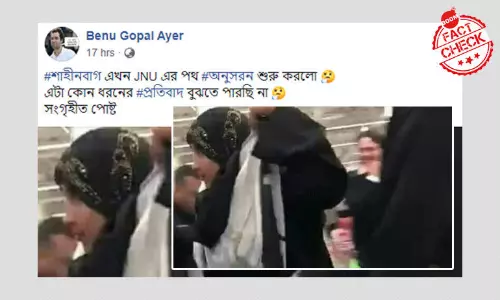 Benu Gopal Ayer
17 hrs ·
#শাহীনবাগ এখন JNU এর পথ #অনুসরন শুরু করলো 🤔
এটা কোন ধরনের #প্রতিবাদ বুঝতে পারছি না 🤔
সংগৃহীত পোষ্ট
BOOM
FACT
CHECK